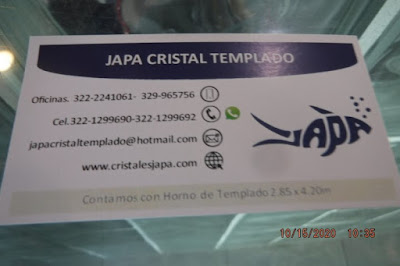 JAPA CRISTAL TEMPLADO
Oficinas. 322-2241061- 329-965756
Cel.322-1299690-322-1299692
japacristaltemplado@hotmail.com
www.cristalesjapa.com
JAPA
Contamos con Horno de Templado 2.85 x 4.20m
10/15/2020 10:35